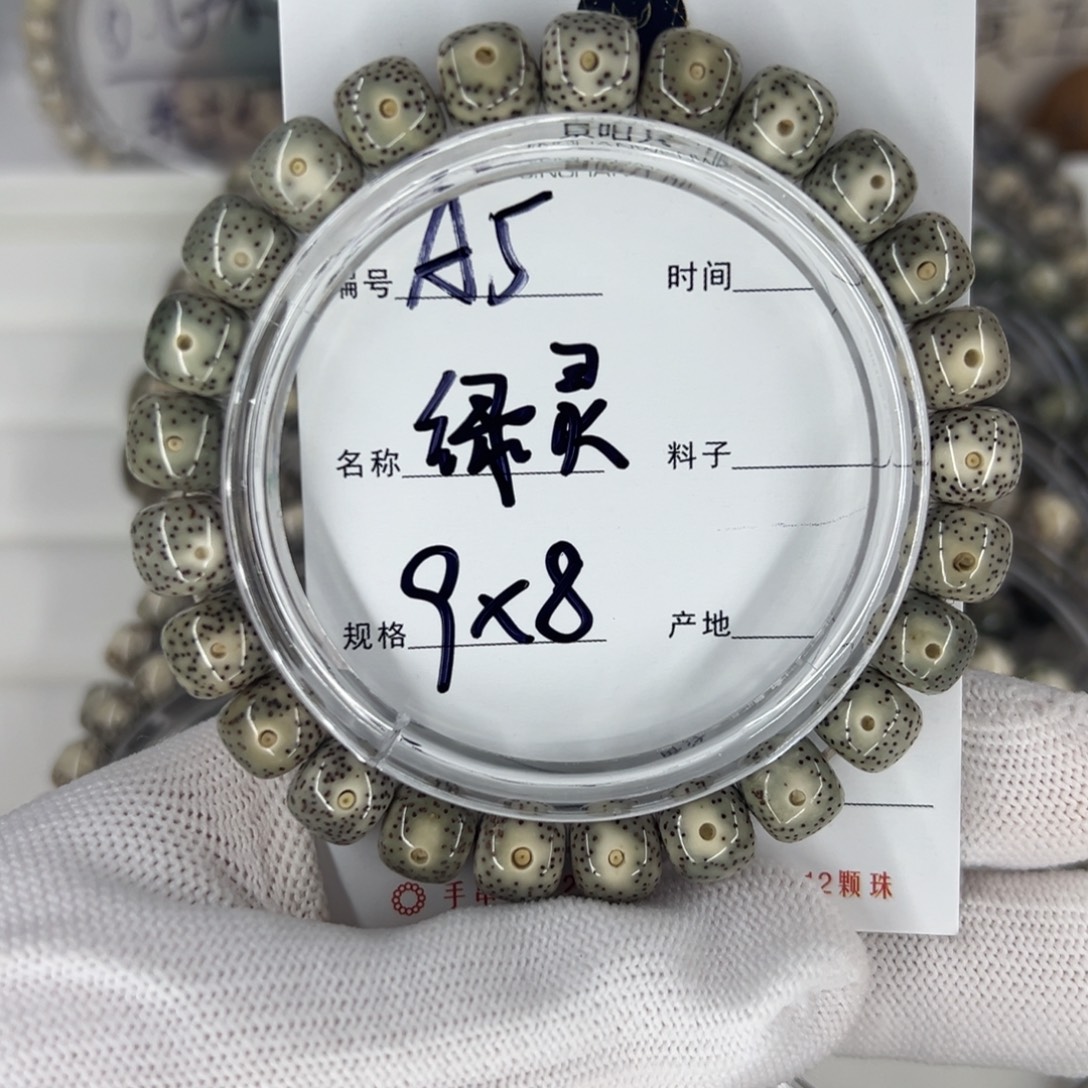 编号 A5 时间
名称 绿灵 料子
规格 9x8 产地
手 12颗珠